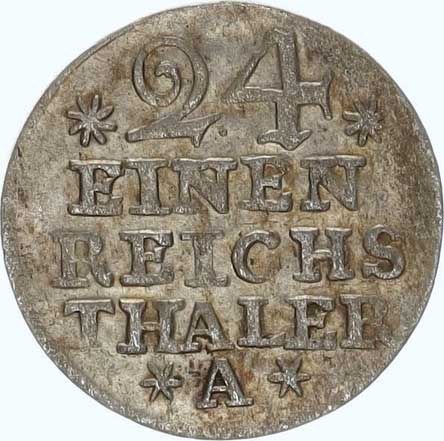 24
EINEN
REICHS
THALER
A